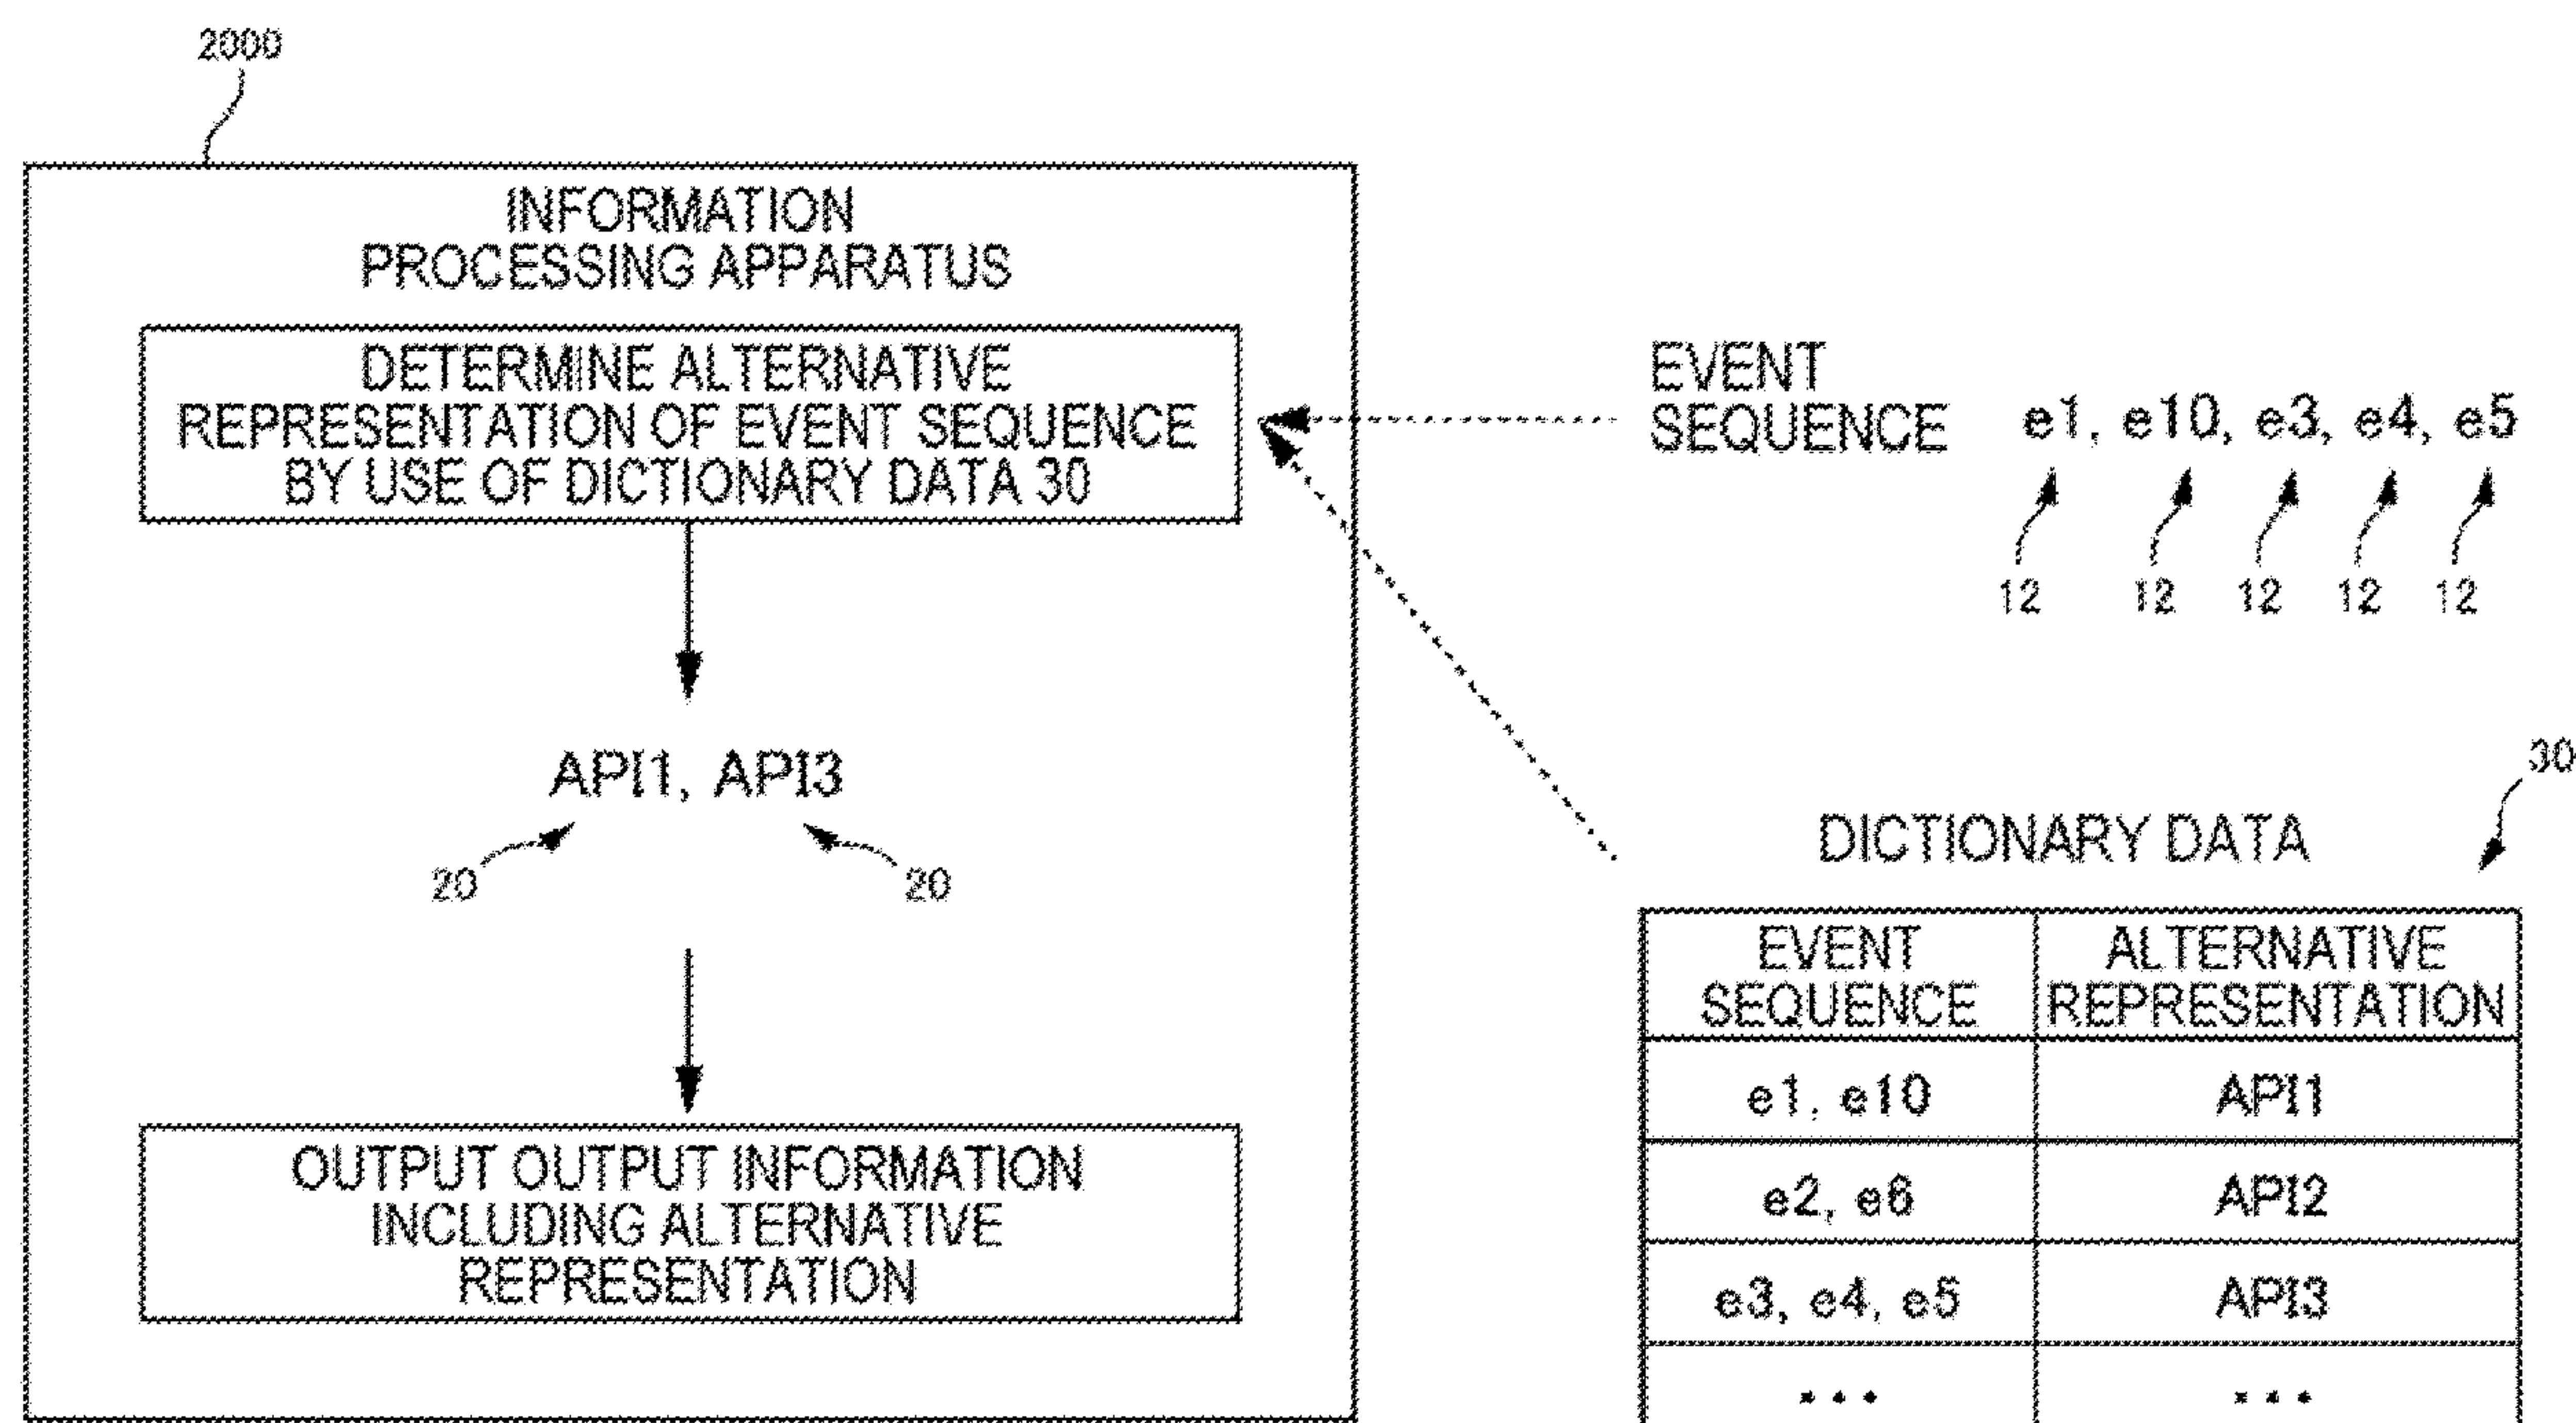 2000
INFORMATION
PROCESSING APPARATUS
DETERMINE ALTERNATIVE
REPRESENTATION OF EVENT SEQUENCE
BY USE OF DICTIONARY DATA 30
API1, API3
20 20
OUTPUT OUTPUT INFORMATION
INCLUDING ALTERNATIVE
REPRESENTATION
EVENT
SEQUENCE
e1, e10, e3, e4, e5
12 12 12 12 12
30
DICTIONARY DATA
EVENT
SEQUENCE
ALTERNATIVE
REPRESENTATION
e1, e10 API1
e2, e6 API2
e3, e4, e5 API3
... ...